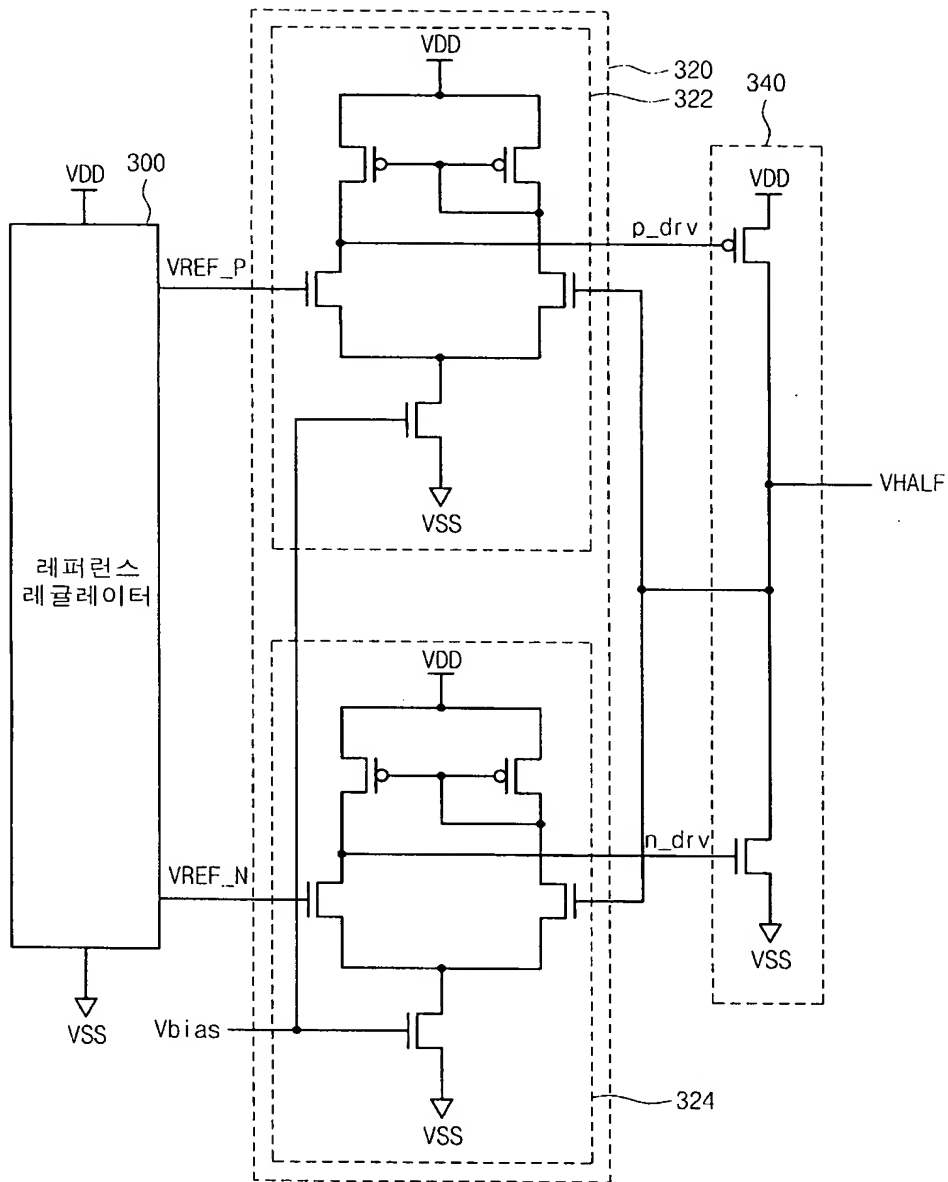 VDD
320
322
340
VDD
300
VDD
p_drv
VREF_P
VHALF
VSS
레퍼런스
레귤레이터
VDD
n_drv
VREF_N
VSS
Vbias
VSS
324
VSS